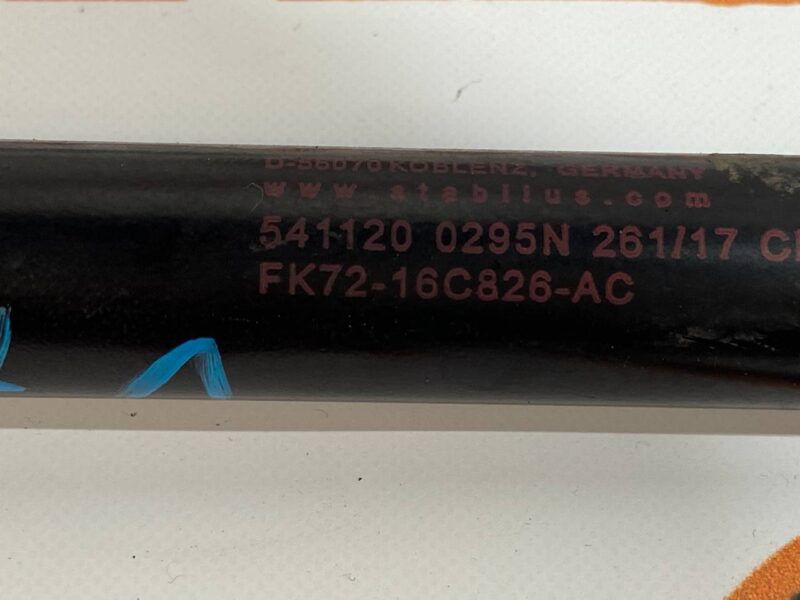 D-56070 KOBLENZ, GERMANY
www.stabilus.com
541120 0295N 261/17
FK72-16C826-AC